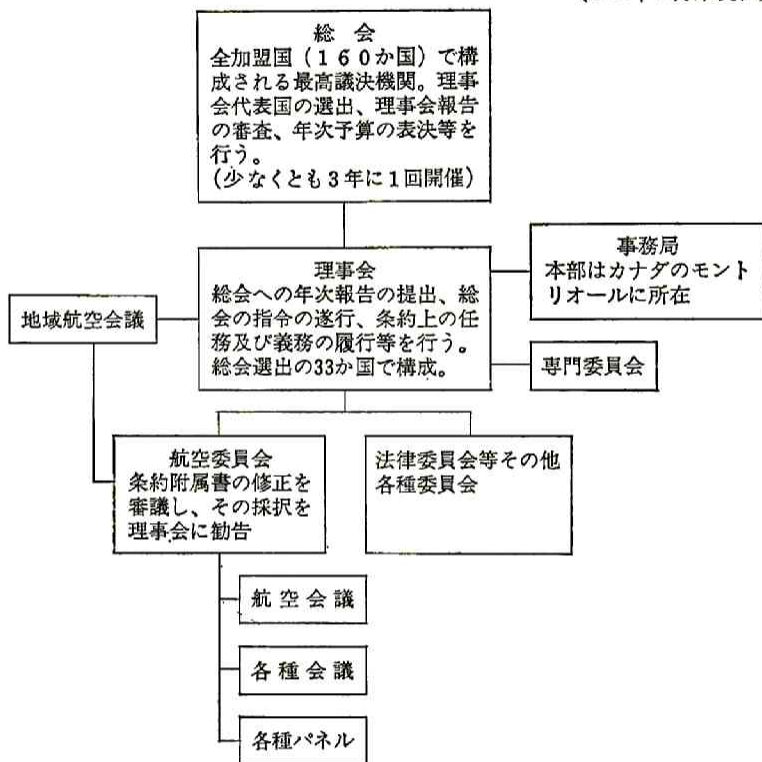 総会
全加盟国(160か国)で構
成される最高議決機関。理事
会代表国の選出、理事会報告
の審査、年次予算の表決等を
行う。
(少なくとも3年に1回開催)
事務局
本部はカナダのモント
リオールに所在
理事会
総会への年次報告の提出、総
会の指令の遂行、条約上の任
務及び義務の履行等を行う。
総会選出の33か国で構成。
地域航空会議
専門委員会
航空委員会
条約附属書の修正を
審議し、その採択を
理事会に勧告
法律委員会等その他
各種委員会
航空会議
各種会議
各種パネル